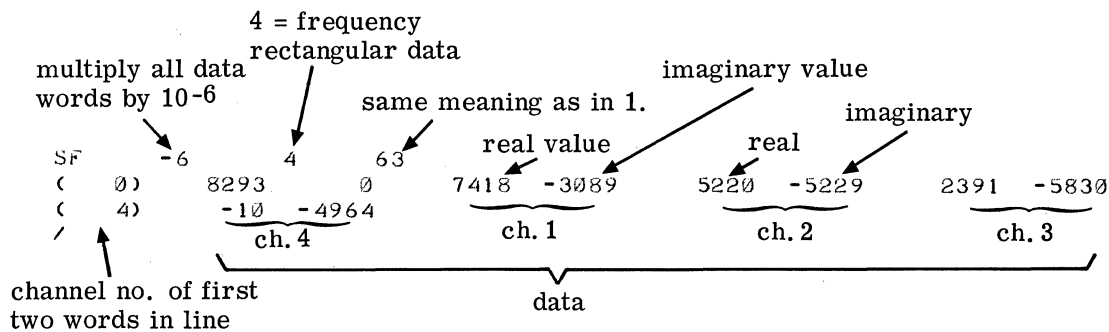 4 = frequency
rectangular data
multiply all data
words by 10-6
imaginary value
same meaning as in 1.
imaginary
real value
real
SF -6 4 63
( 0) 8293 0 7418 -3089 5220 -5229 2391 -5830
( 4) -10 -4964
ch. 4 ch. 1 ch. 2 ch. 3
/
channel no. of first
two words in line
data